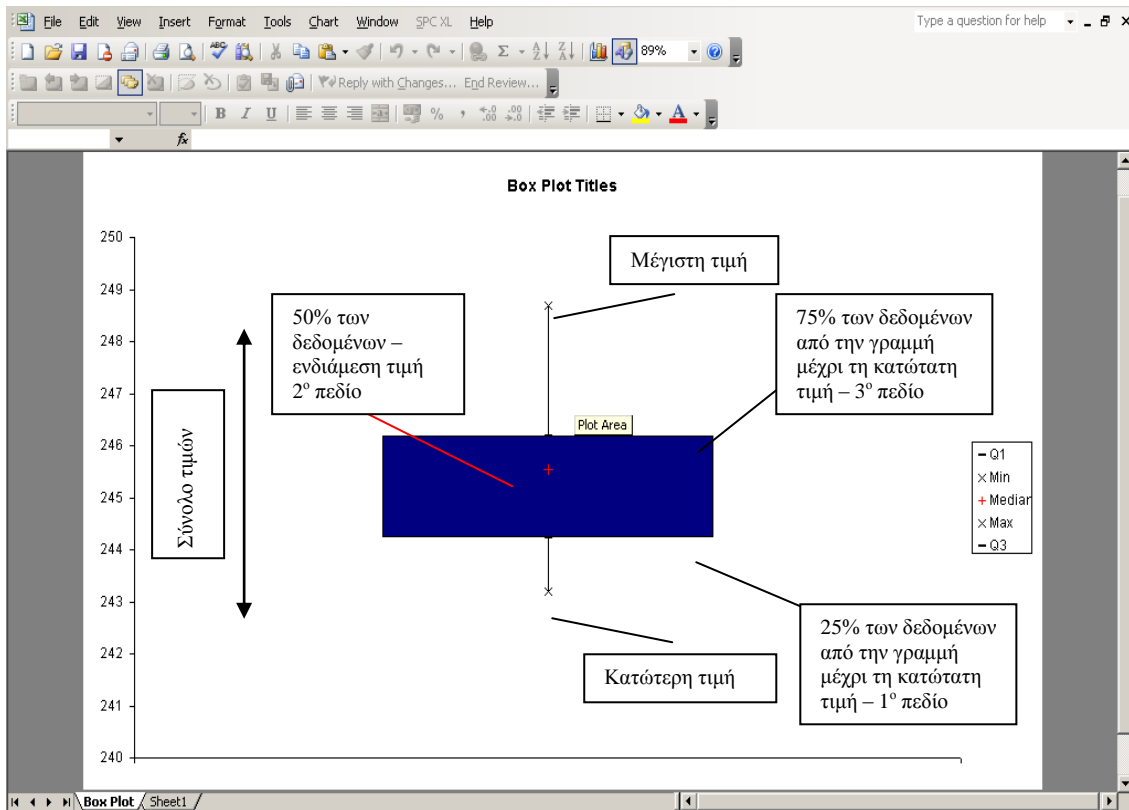 File Edit View Insert Format Tools Chart Window SPC XL Help Type a question for help
89%
Reply with Changes... End Review...
B I U % ,
fx
Box Plot Titles
250
249
248
247
246
245
244
243
242
241
240
Σύνολο τιμών
50% των
δεδομένων –
ενδιάμεση τιμή
2º πεδίο
Μέγιστη τιμή
75% των δεδομένων
από την γραμμή
μέχρι τη κατώτατη
τιμή – 3º πεδίο
Plot Area
Q1
Min
Median
Max
Q3
Κατώτερη τιμή
25% των δεδομένων
από την γραμμή
μέχρι τη κατώτατη
τιμή – 1º πεδίο
Box Plot Sheet1